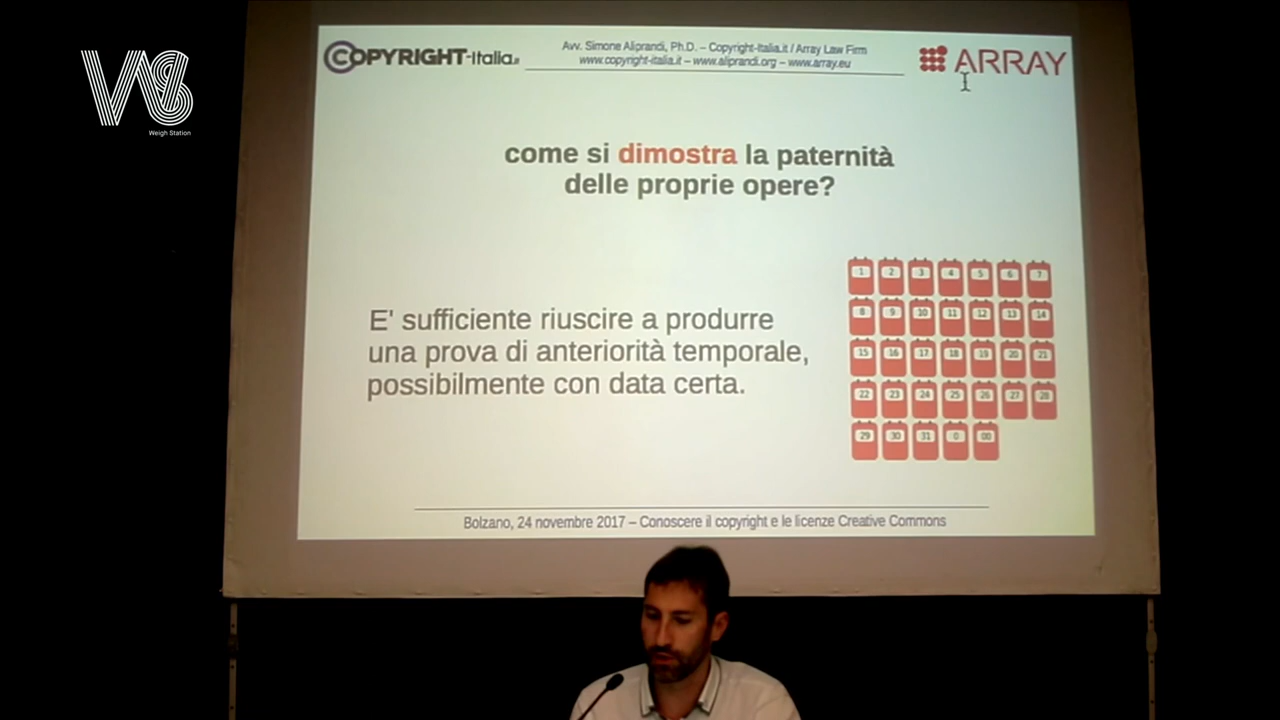 WS
Weigh Station
COPYRIGHT-Italia.it
Avv. Simone Aliprandi, Ph.D. – Copyright-Italia.it / Array Law Firm
www.copyright-italia.it – www.aliprandi.org – www.array.eu
ARRAY
come si dimostra la paternità
delle proprie opere?
E' sufficiente riuscire a produrre
una prova di anteriorità temporale,
possibilmente con data certa.
1 2 3 4 5 6 7
8 9 10 11 12 13 14
15 16 17 18 19 20 21
22 23 24 25 26 27 28
29 30 31 0 00
Bolzano, 24 novembre 2017 – Conoscere il copyright e le licenze Creative Commons